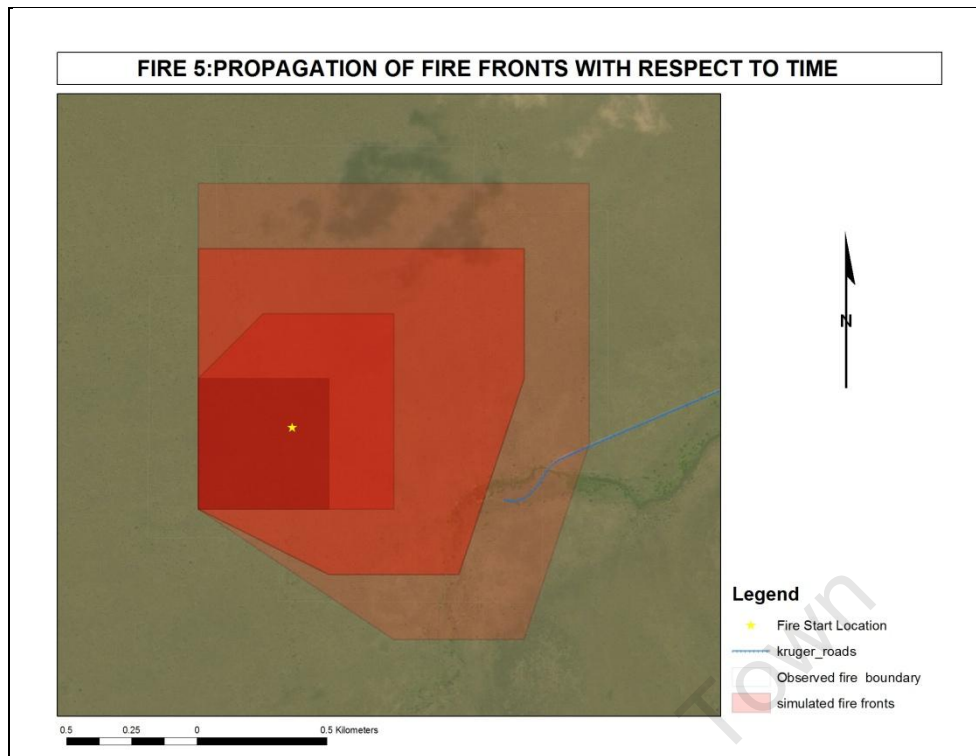 FIRE 5:PROPAGATION OF FIRE FRONTS WITH RESPECT TO TIME
N
Legend
Fire Start Location
kruger_roads
Observed fire boundary
simulated fire fronts
Town
0.5 0.25 0 0.5 Kilometers